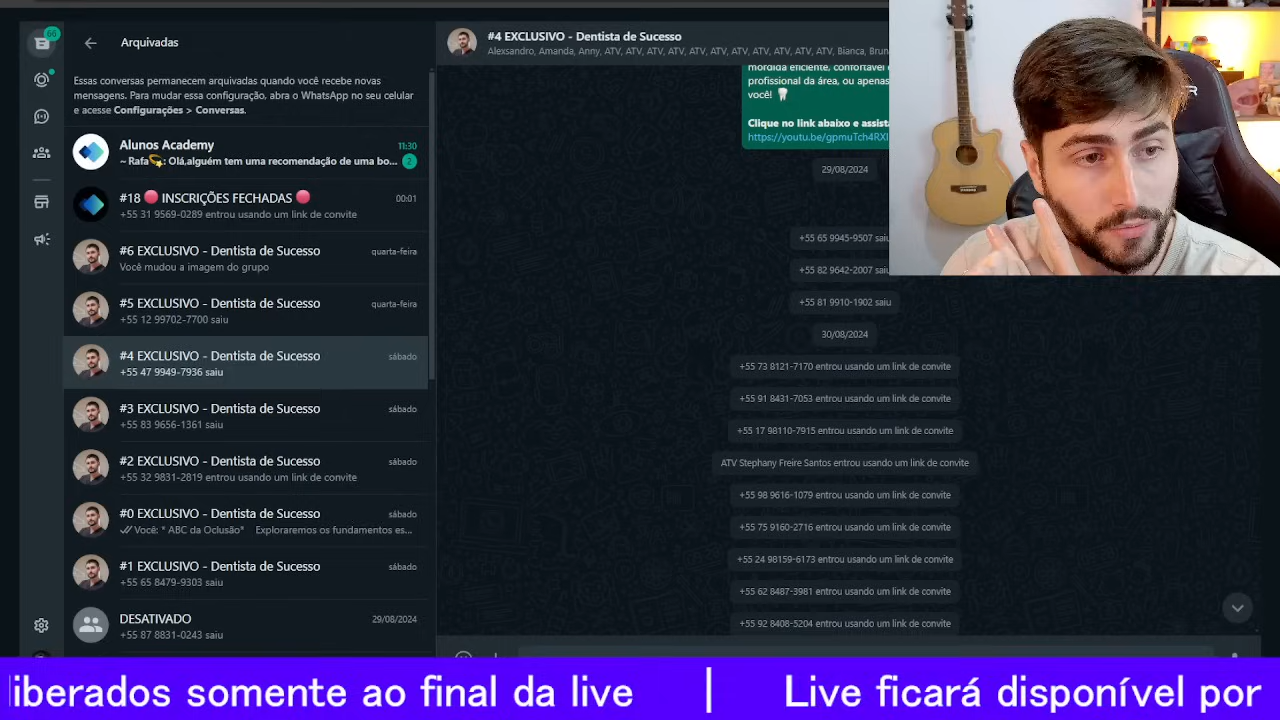 66
Arquivadas
Essas conversas permanecem arquivadas quando você recebe novas
mensagens. Para mudar essa configuração, abra o WhatsApp no seu celular
e acesse Configurações > Conversas.
Alunos Academy
11:30
~ Rafa💫: Olá,alguém tem uma recomendação de uma bo...
2
#18 🔴 INSCRIÇÕES FECHADAS 🔴
00:01
+55 31 9569-0289 entrou usando um link de convite
#6 EXCLUSIVO - Dentista de Sucesso
quarta-feira
Você mudou a imagem do grupo
#5 EXCLUSIVO - Dentista de Sucesso
quarta-feira
+55 12 99702-7700 saiu
#4 EXCLUSIVO - Dentista de Sucesso
sábado
+55 47 9949-7936 saiu
#3 EXCLUSIVO - Dentista de Sucesso
sábado
+55 83 9656-1361 saiu
#2 EXCLUSIVO - Dentista de Sucesso
sábado
+55 32 9831-2819 entrou usando um link de convite
#0 EXCLUSIVO - Dentista de Sucesso
sábado
Você: * ABC da Oclusão* Exploraremos os fundamentos es...
#1 EXCLUSIVO - Dentista de Sucesso
sábado
+55 65 8479-9303 saiu
DESATIVADO
29/08/2024
+55 87 8831-0243 saiu
#4 EXCLUSIVO - Dentista de Sucesso
Alexsandro, Amanda, Anny, ATV, ATV, ATV, ATV, ATV, ATV, ATV, ATV, ATV, ATV, Bianca, Brun
mordida eficiente, confortável
profissional da área, ou apenas
você! 🦷
Clique no link abaixo e assist
https://youtu.be/gpmuTch4RXI
29/08/2024
+55 65 9945-9507 saiu
+55 82 9642-2007 saiu
+55 81 9910-1902 saiu
30/08/2024
+55 73 8121-7170 entrou usando um link de convite
+55 91 8431-7053 entrou usando um link de convite
+55 17 98110-7915 entrou usando um link de convite
ATV Stephany Freire Santos entrou usando um link de convite
+55 98 9616-1079 entrou usando um link de convite
+55 75 9160-2716 entrou usando um link de convite
+55 24 98159-6173 entrou usando um link de convite
+55 62 8487-3981 entrou usando um link de convite
+55 92 8408-5204 entrou usando um link de convite
liberados somente ao final da live | Live ficará disponível por